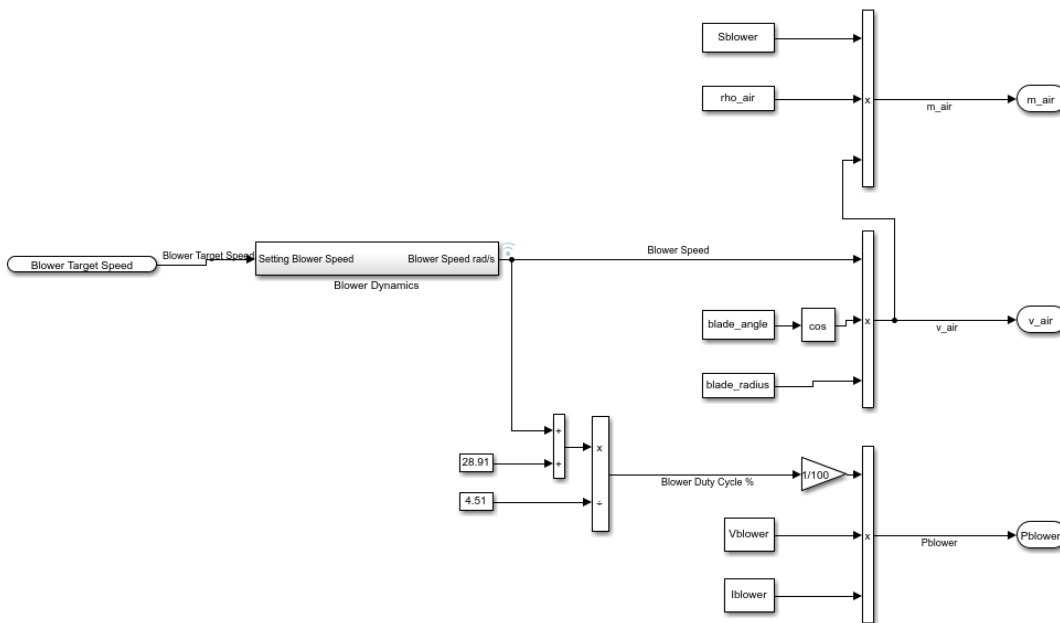 Sblower
rho_air
x
m_air
m_air
Blower Target Speed
Blower Target Speed
Setting Blower Speed
Blower Speed rad/s
Blower Dynamics
Blower Speed
blade_angle
cos
x
v_air
v_air
blade_radius
+
+
28.91
x
4.51
÷
Blower Duty Cycle %
1/100
Vblower
x
Pblower
Pblower
Iblower